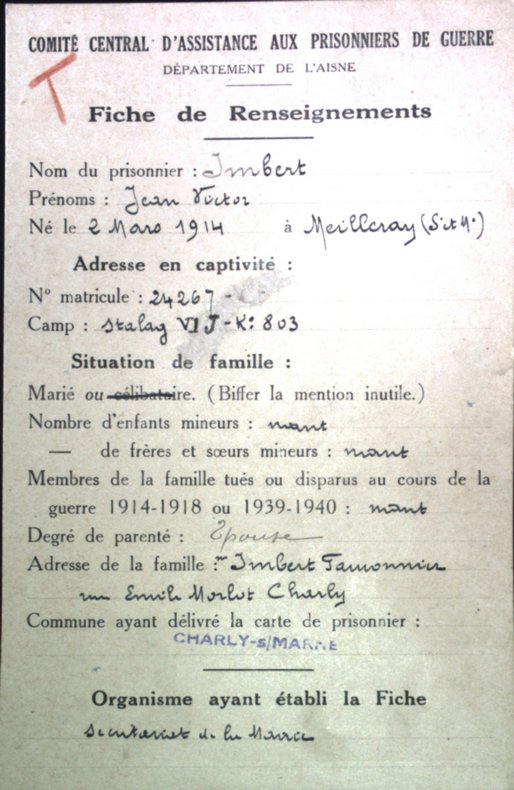 COMITÉ CENTRAL D'ASSISTANCE AUX PRISONNIERS DE GUERRE
DÉPARTEMENT DE L'AISNE
T
Fiche de Renseignements
Nom du prisonnier : Imbert
Prénoms : Jean Victor
Né le 2 Mars 1914 à Meilleray (S et M.)
Adresse en captivité :
N° matricule : 24267
Camp : Stalag VI J - K° 803
Situation de famille :
Marié ou célibataire. (Biffer la mention inutile.)
Nombre d'enfants mineurs : néant
— de frères et sœurs mineurs : néant
Membres de la famille tués ou disparus au cours de la
guerre 1914-1918 ou 1939-1940 : néant
Degré de parenté : Épouse
Adresse de la famille : Imbert
rue Emile Morlot Charly
Commune ayant délivré la carte de prisonnier :
CHARLY-s/MARNE
Organisme ayant établi la Fiche
Secrétariat de la Mairie